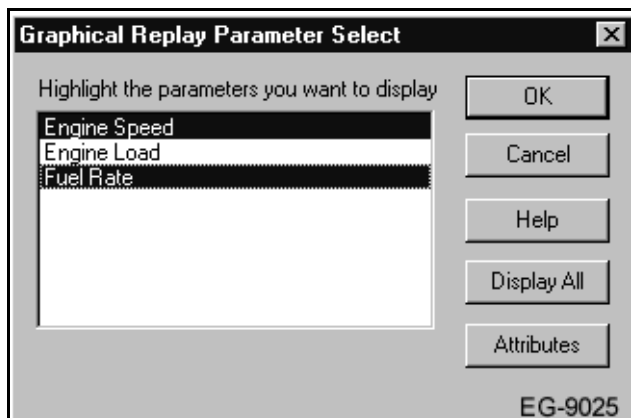 Graphical Replay Parameter Select
Highlight the parameters you want to display
Engine Speed
Engine Load
Fuel Rate
OK
Cancel
Help
Display All
Attributes
EG-9025